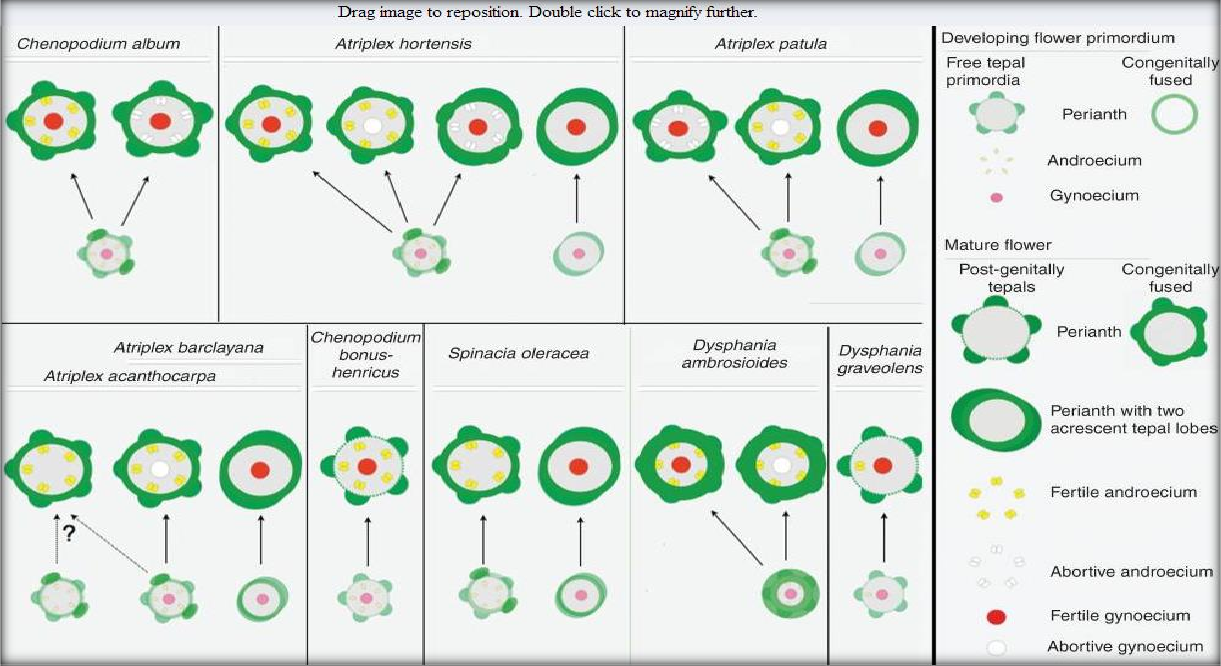 Drag image to reposition. Double click to magnify further.
Chenopodium album
Atriplex hortensis
Atriplex patula
Atriplex barclayana
Atriplex acanthocarpa
?
Chenopodium
bonus-
henricus
Spinacia oleracea
Dysphania
ambrosioides
Dysphania
graveolens
Developing flower primordium
Free tepal
primordia
Congenitally
fused
Perianth
Androecium
Gynoecium
Mature flower
Post-genitally
tepals
Congenitally
fused
Perianth
Perianth with two
acrescent tepal lobes
Fertile androecium
Abortive androecium
Fertile gynoecium
Abortive gynoecium